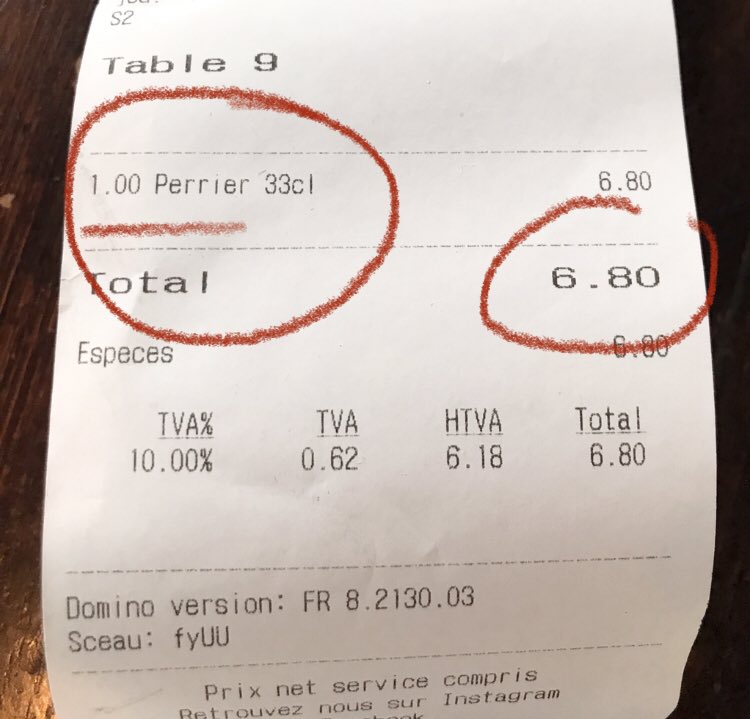 S2
Table 9
1.00 Perrier 33cl 6.80
Total 6.80
Especes 6.80
TVA% TVA HTVA Total
10.00% 0.62 6.18 6.80
Domino version: FR 8.2130.03
Sceau: fyUU
Prix net service compris
Retrouvez nous sur Instagram